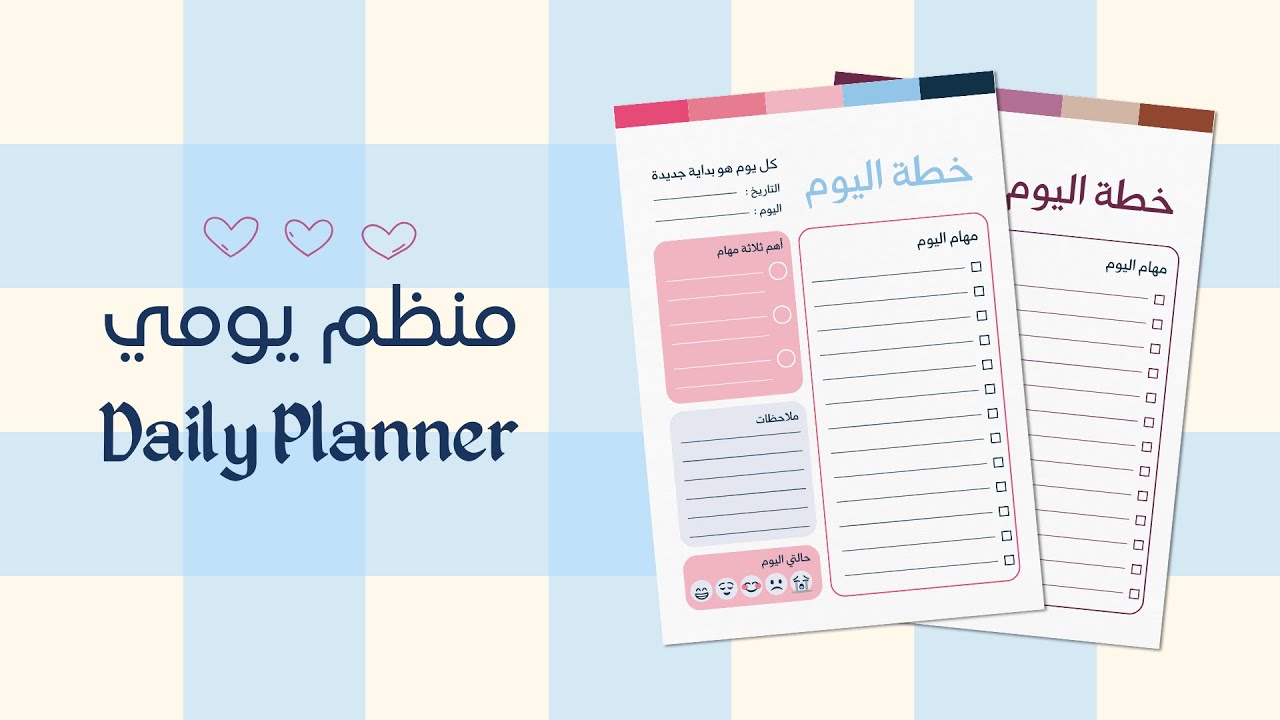 منظم يومي
Daily Planner
خطة اليوم
كل يوم هو بداية جديدة
التاريخ :
اليوم :
مهام اليوم
أهم ثلاثة مهام
ملاحظات
حالتي اليوم
خطة اليوم
مهام اليوم